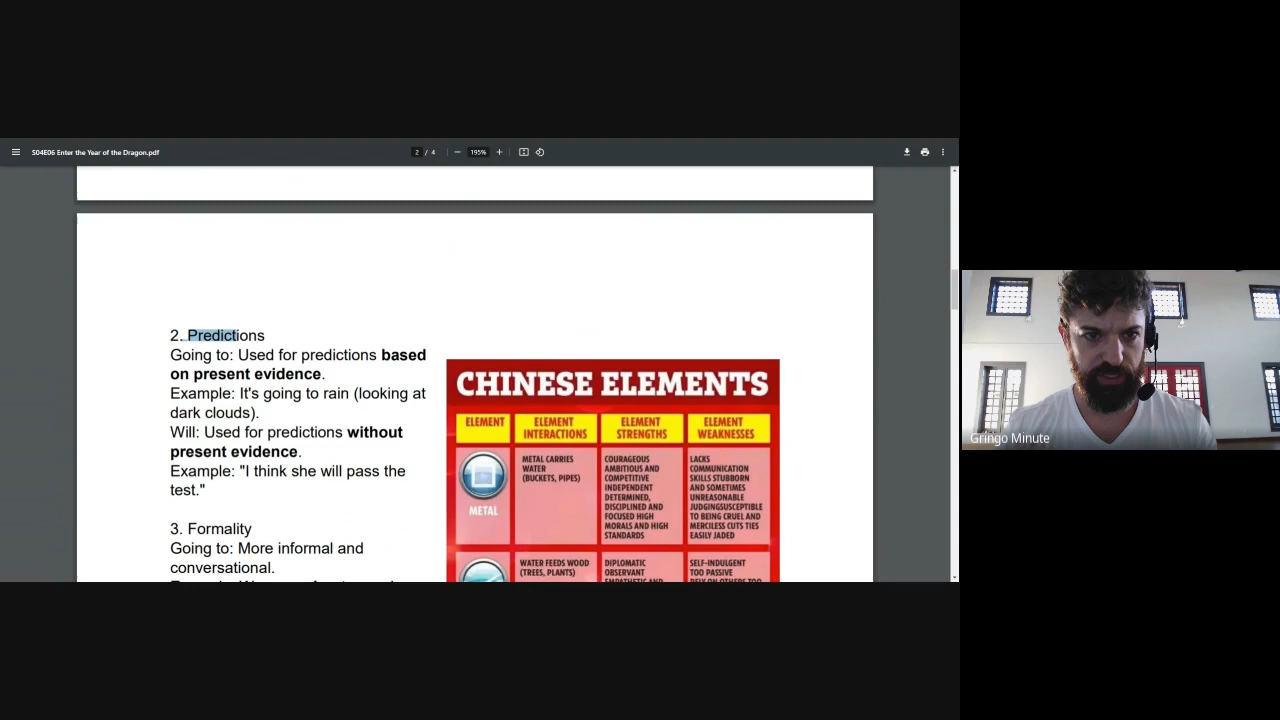 S04E06 Enter the Year of the Dragon.pdf
2 / 4
195%
2. Predictions
Going to: Used for predictions based
on present evidence.
Example: It's going to rain (looking at
dark clouds).
Will: Used for predictions without
present evidence.
Example: "I think she will pass the
test."
3. Formality
Going to: More informal and
conversational.
CHINESE ELEMENTS
ELEMENT
ELEMENT
INTERACTIONS
ELEMENT
STRENGTHS
ELEMENT
WEAKNESSES
METAL
METAL CARRIES
WATER
(BUCKETS, PIPES)
COURAGEOUS
AMBITIOUS AND
COMPETITIVE
INDEPENDENT
DETERMINED,
DISCIPLINED AND
FOCUSED HIGH
MORALS AND HIGH
STANDARDS
LACKS
COMMUNICATION
SKILLS STUBBORN
AND SOMETIMES
UNREASONABLE
JUDGINGSUSCEPTIBLE
TO BEING CRUEL AND
MERCILESS CUTS TIES
EASILY JADED
WATER FEEDS WOOD
(TREES, PLANTS)
DIPLOMATIC
OBSERVANT
SELF-INDULGENT
TOO PASSIVE
Gringo Minute